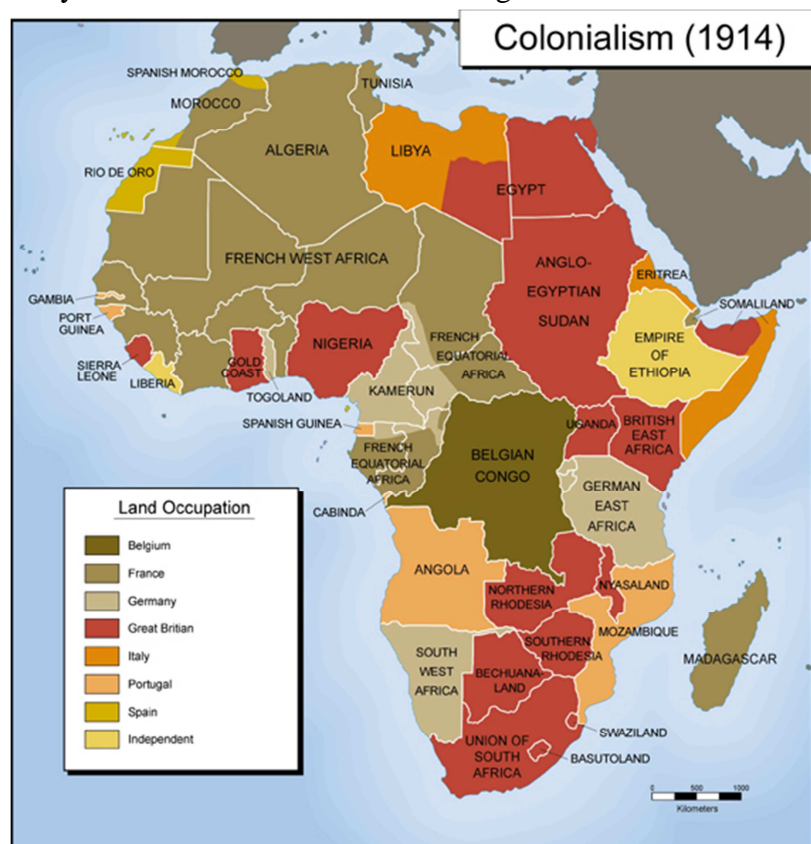 Colonialism (1914)
SPANISH MOROCCO
TUNISIA
MOROCCO
ALGERIA
LIBYA
EGYPT
RIO DE ORO
FRENCH WEST AFRICA
ANGLO-
EGYPTIAN
SUDAN
ERITREA
SOMALILAND
GAMBIA
PORT
GUINEA
NIGERIA
FRENCH
EQUATORIAL
AFRICA
EMPIRE
OF
ETHIOPIA
SIERRA
LEONE
LIBERIA
GOLD
COAST
TOGOLAND
KAMERUN
SPANISH GUINEA
FRENCH
EQUATORIAL
AFRICA
UGANDA
BRITISH
EAST
AFRICA
BELGIAN
CONGO
GERMAN
EAST
AFRICA
CABINDA
ANGOLA
NORTHERN
RHODESIA
NYASALAND
MOZAMBIQUE
SOUTHERN
RHODESIA
MADAGASCAR
SOUTH
WEST
AFRICA
BECHUANA-
LAND
SWAZILAND
UNION OF
SOUTH
AFRICA
BASUTOLAND
Land Occupation
Belgium
France
Germany
Great Britian
Italy
Portugal
Spain
Independent
0 500 1000
Kilometers